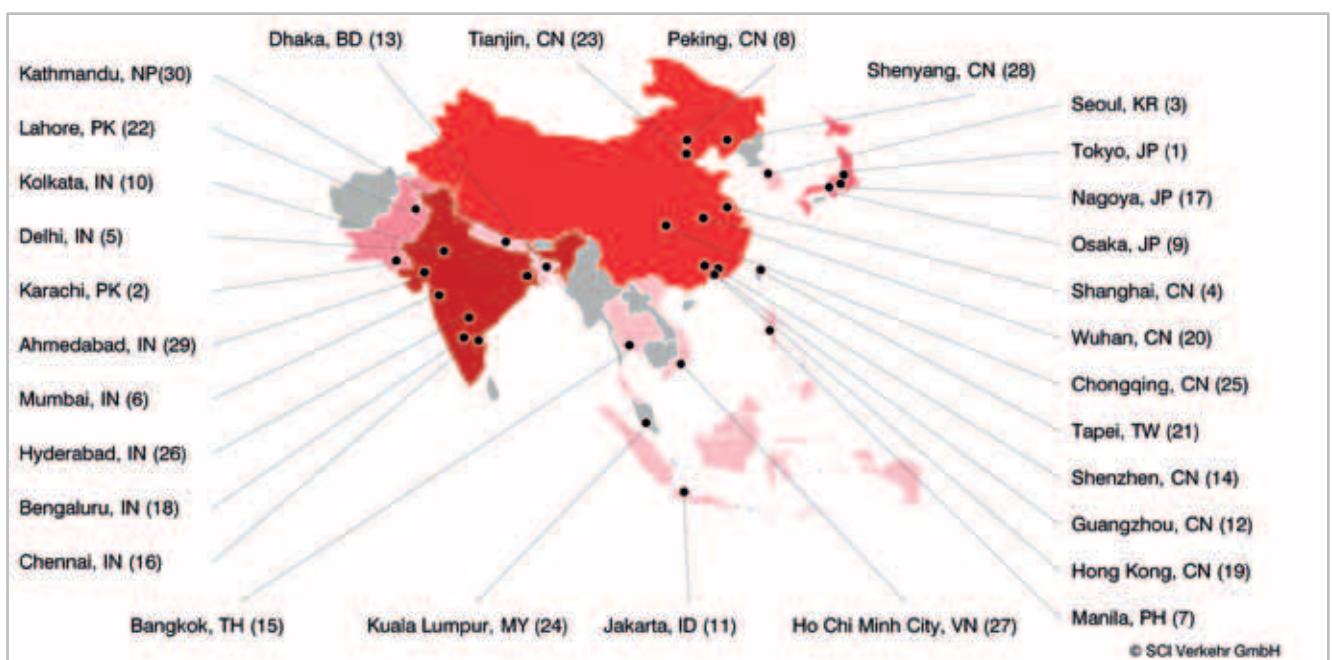 Dhaka, BD (13)
Tianjin, CN (23)
Peking, CN (8)
Shenyang, CN (28)
Kathmandu, NP(30)
Lahore, PK (22)
Kolkata, IN (10)
Delhi, IN (5)
Karachi, PK (2)
Ahmedabad, IN (29)
Mumbai, IN (6)
Hyderabad, IN (26)
Bengaluru, IN (18)
Chennai, IN (16)
Seoul, KR (3)
Tokyo, JP (1)
Nagoya, JP (17)
Osaka, JP (9)
Shanghai, CN (4)
Wuhan, CN (20)
Chongqing, CN (25)
Tapei, TW (21)
Shenzhen, CN (14)
Guangzhou, CN (12)
Hong Kong, CN (19)
Manila, PH (7)
Bangkok, TH (15)
Kuala Lumpur, MY (24)
Jakarta, ID (11)
Ho Chi Minh City, VN (27)
© SCI Verkehr GmbH